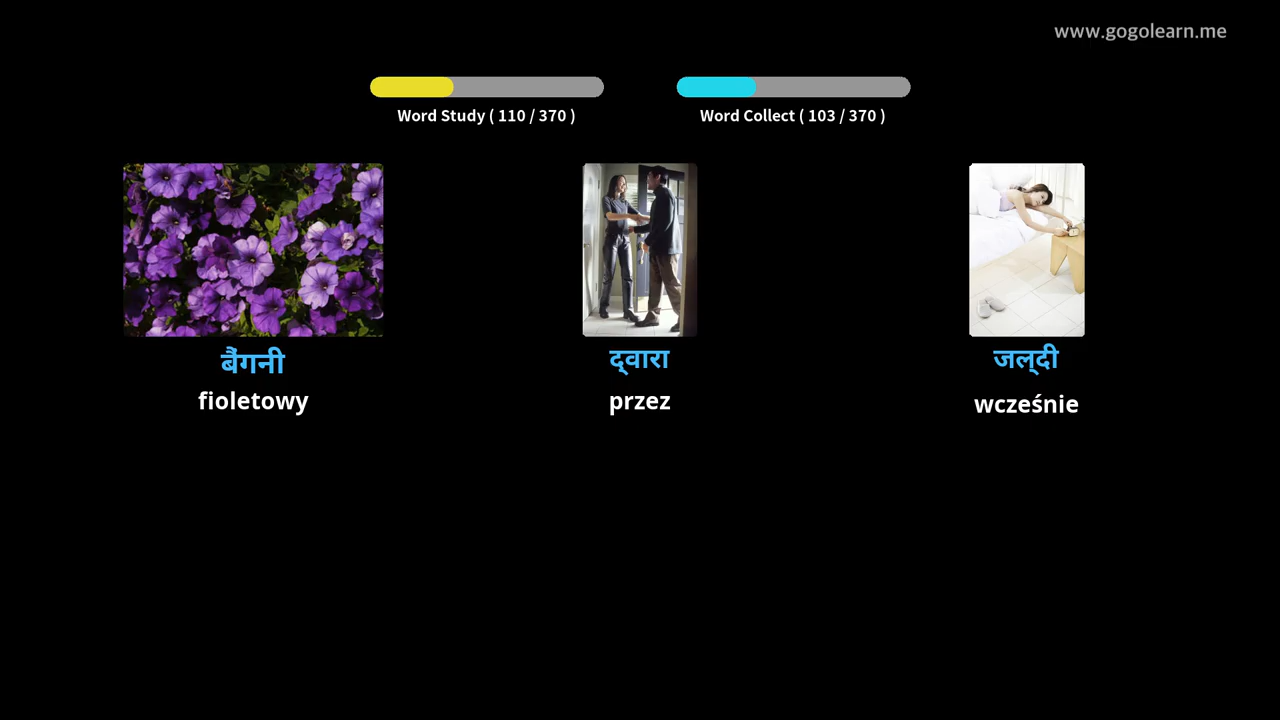 www.gogolearn.me
Word Study ( 110 / 370 )
Word Collect ( 103 / 370 )
बैंगनी
द्वारा
जल्दी
fioletowy
przez
wcześnie